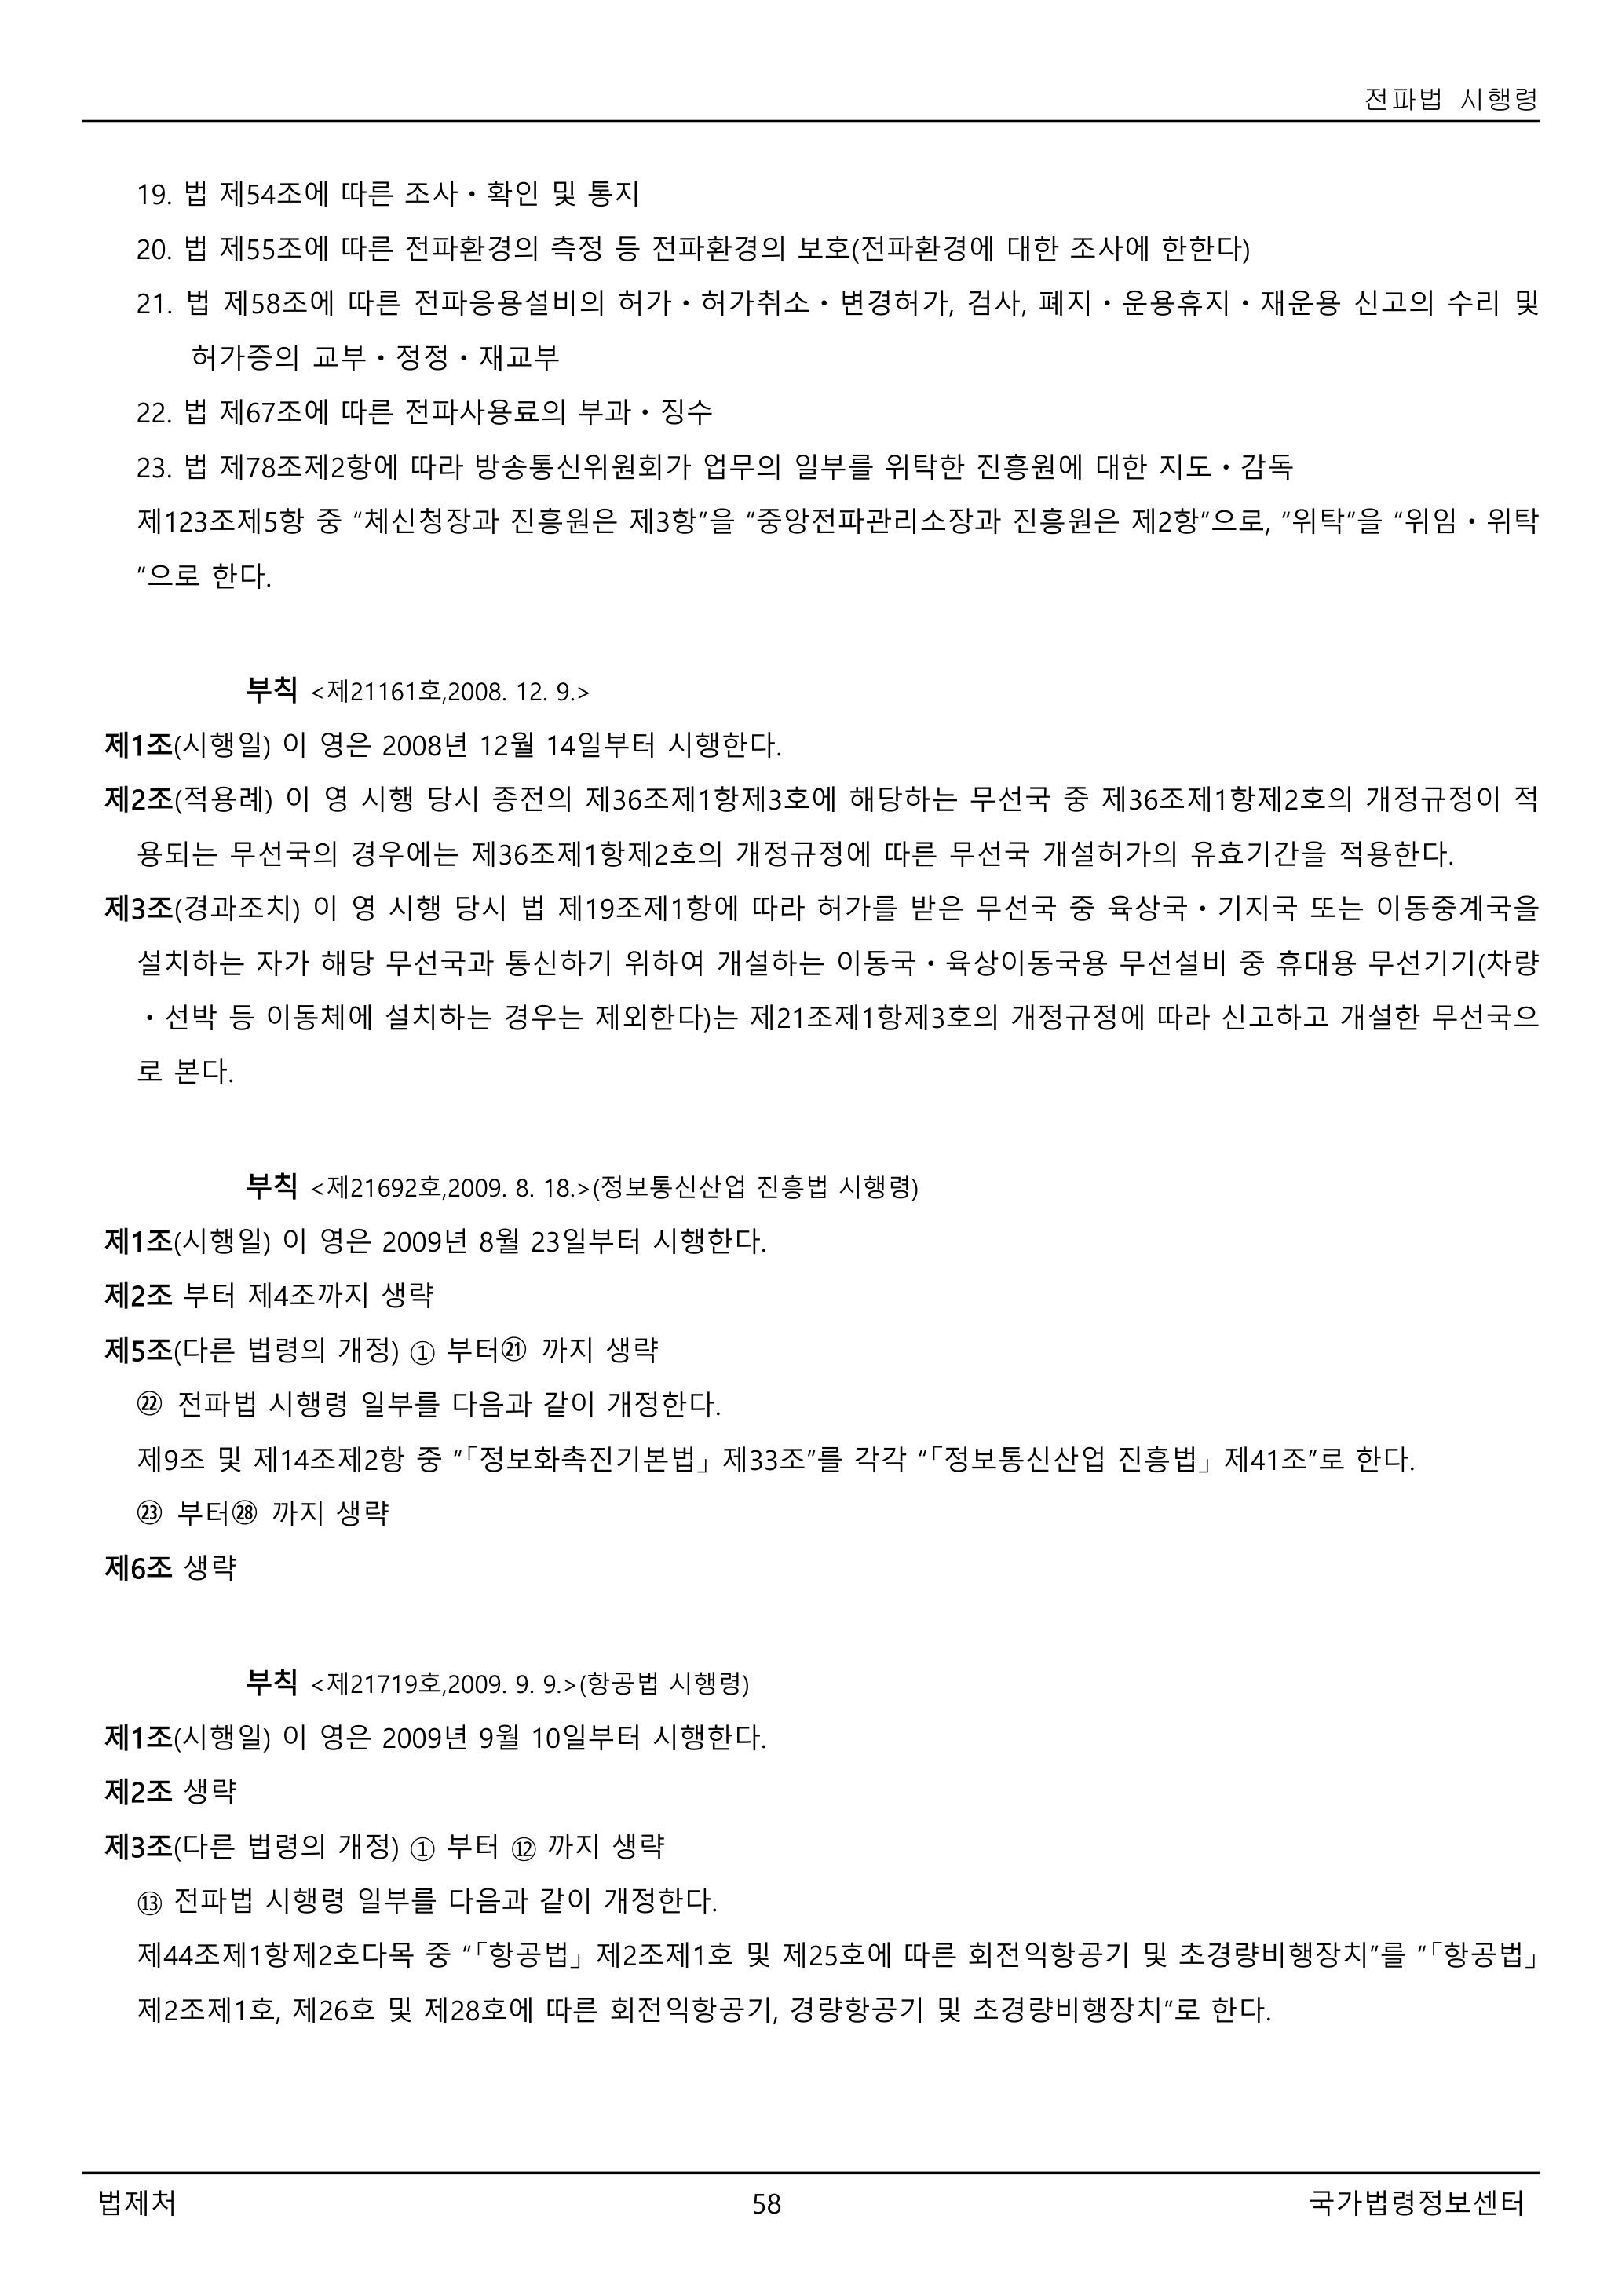 전파법 시행령
19. 법 제54조에 따른 조사ㆍ확인 및 통지
20. 법 제55조에 따른 전파환경의 측정 등 전파환경의 보호(전파환경에 대한 조사에 한한다)
21. 법 제58조에 따른 전파응용설비의 허가ㆍ허가취소ㆍ변경허가, 검사, 폐지ㆍ운용휴지ㆍ재운용 신고의 수리 및
허가증의 교부ㆍ정정ㆍ재교부
22. 법 제67조에 따른 전파사용료의 부과ㆍ징수
23. 법 제78조제2항에 따라 방송통신위원회가 업무의 일부를 위탁한 진흥원에 대한 지도ㆍ감독
제123조제5항 중 “체신청장과 진흥원은 제3항”을 “중앙전파관리소장과 진흥원은 제2항”으로, “위탁”을 “위임ㆍ위탁
”으로 한다.
부칙 <제21161호,2008. 12. 9.>
제1조(시행일) 이 영은 2008년 12월 14일부터 시행한다.
제2조(적용례) 이 영 시행 당시 종전의 제36조제1항제3호에 해당하는 무선국 중 제36조제1항제2호의 개정규정이 적
용되는 무선국의 경우에는 제36조제1항제2호의 개정규정에 따른 무선국 개설허가의 유효기간을 적용한다.
제3조(경과조치) 이 영 시행 당시 법 제19조제1항에 따라 허가를 받은 무선국 중 육상국ㆍ기지국 또는 이동중계국을
설치하는 자가 해당 무선국과 통신하기 위하여 개설하는 이동국ㆍ육상이동국용 무선설비 중 휴대용 무선기기(차량
ㆍ선박 등 이동체에 설치하는 경우는 제외한다)는 제21조제1항제3호의 개정규정에 따라 신고하고 개설한 무선국으
로 본다.
부칙 <제21692호,2009. 8. 18.>(정보통신산업 진흥법 시행령)
제1조(시행일) 이 영은 2009년 8월 23일부터 시행한다.
제2조 부터 제4조까지 생략
제5조(다른 법령의 개정) ① 부터㉑ 까지 생략
㉒ 전파법 시행령 일부를 다음과 같이 개정한다.
제9조 및 제14조제2항 중 “「정보화촉진기본법」 제33조”를 각각 “「정보통신산업 진흥법」 제41조”로 한다.
㉓ 부터㉘ 까지 생략
제6조 생략
부칙 <제21719호,2009. 9. 9.>(항공법 시행령)
제1조(시행일) 이 영은 2009년 9월 10일부터 시행한다.
제2조 생략
제3조(다른 법령의 개정) ① 부터 ⑫ 까지 생략
⑬ 전파법 시행령 일부를 다음과 같이 개정한다.
제44조제1항제2호다목 중 “「항공법」 제2조제1호 및 제25호에 따른 회전익항공기 및 초경량비행장치”를 “「항공법」
제2조제1호, 제26호 및 제28호에 따른 회전익항공기, 경량항공기 및 초경량비행장치”로 한다.
법제처
58
국가법령정보센터